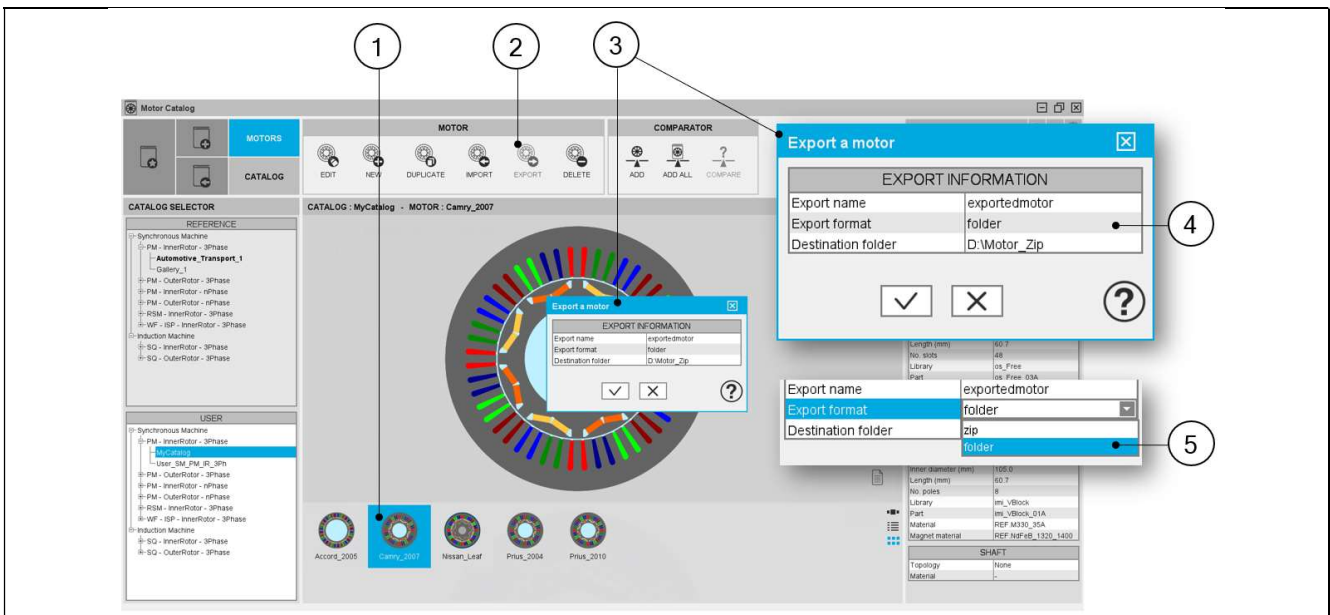 1
2
3
Motor Catalog
MOTORS
CATALOG
MOTOR
EDIT
NEW
DUPLICATE
IMPORT
EXPORT
DELETE
COMPARATOR
ADD
ADD ALL
COMPARE
?
CATALOG SELECTOR
REFERENCE
Synchronous Machine
PM - InnerRotor - 3Phase
Automotive_Transport_1
Gallery_1
PM - OuterRotor - 3Phase
PM - InnerRotor - nPhase
PM - OuterRotor - nPhase
RSM - InnerRotor - 3Phase
WF - ISP - InnerRotor - 3Phase
Induction Machine
SQ - InnerRotor - 3Phase
SQ - OuterRotor - 3Phase
USER
Synchronous Machine
PM - InnerRotor - 3Phase
MyCatalog
User_SM_PM_IR_3Ph
PM - OuterRotor - 3Phase
PM - InnerRotor - nPhase
PM - OuterRotor - nPhase
RSM - InnerRotor - 3Phase
WF - ISP - InnerRotor - 3Phase
Induction Machine
SQ - InnerRotor - 3Phase
SQ - OuterRotor - 3Phase
CATALOG : MyCatalog - MOTOR : Camry_2007
3
Export a motor
EXPORT INFORMATION
Export name exportedmotor
Export format folder
Destination folder D:\Motor_Zip
?
Accord_2005
Camry_2007
Nissan_Leaf
Prius_2004
Prius_2010
1
Export a motor
EXPORT INFORMATION
Export name exportedmotor
Export format folder
Destination folder D:\Motor_Zip
?
4
Length (mm) 60.7
No. slots 48
Library os_Free
Part os_Free_03A
Export name exportedmotor
Export format folder
Destination folder zip
folder
5
Inner diameter (mm) 105.0
Length (mm) 60.7
No. poles 8
Library imi_VBlock
Part imi_VBlock_01A
Material REF M330_35A
Magnet material REF NdFeB_1320_1400
SHAFT
Topology None
Material -